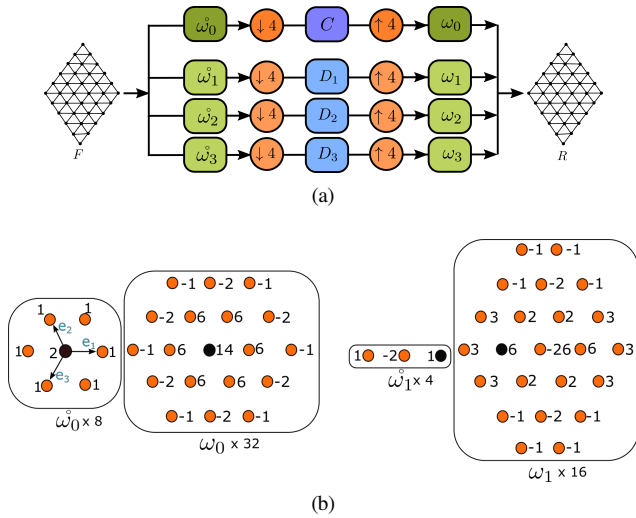 ω̊₀ ↓4 C ↑4 ω₀
ω̊₁ ↓4 D₁ ↑4 ω₁
ω̊₂ ↓4 D₂ ↑4 ω₂
ω̊₃ ↓4 D₃ ↑4 ω₃
F R
(a)
-1 -1
-1 -2 -1 -1 -2 -1
1 1 -2 6 6 -2 3 2 2 3
e₂
2 e₁ 1 -1 6 14 6 -1 1 -2 1 3 6 -26 6 3
1
1 e₃ 1 -2 6 6 -2 3 2 2 3
-1 -2 -1 -1 -2 -1
-1 -1
ω̊₀ x 8 ω₀ x 32 ω̊₁ x 4 ω₁ x 16
(b)